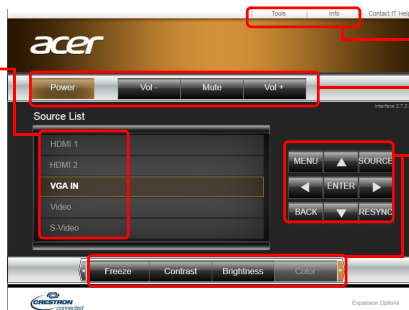 Tools Info Contact IT Help
acer
Power Vol - Mute Vol +
Interface 2.7.2.
Source List
HDMI 1
HDMI 2
VGA IN
Video
S-Video
MENU SOURCE
ENTER
BACK RESYNC
Freeze Contrast Brightness Color
CRESTRON
connected
Expansion Options